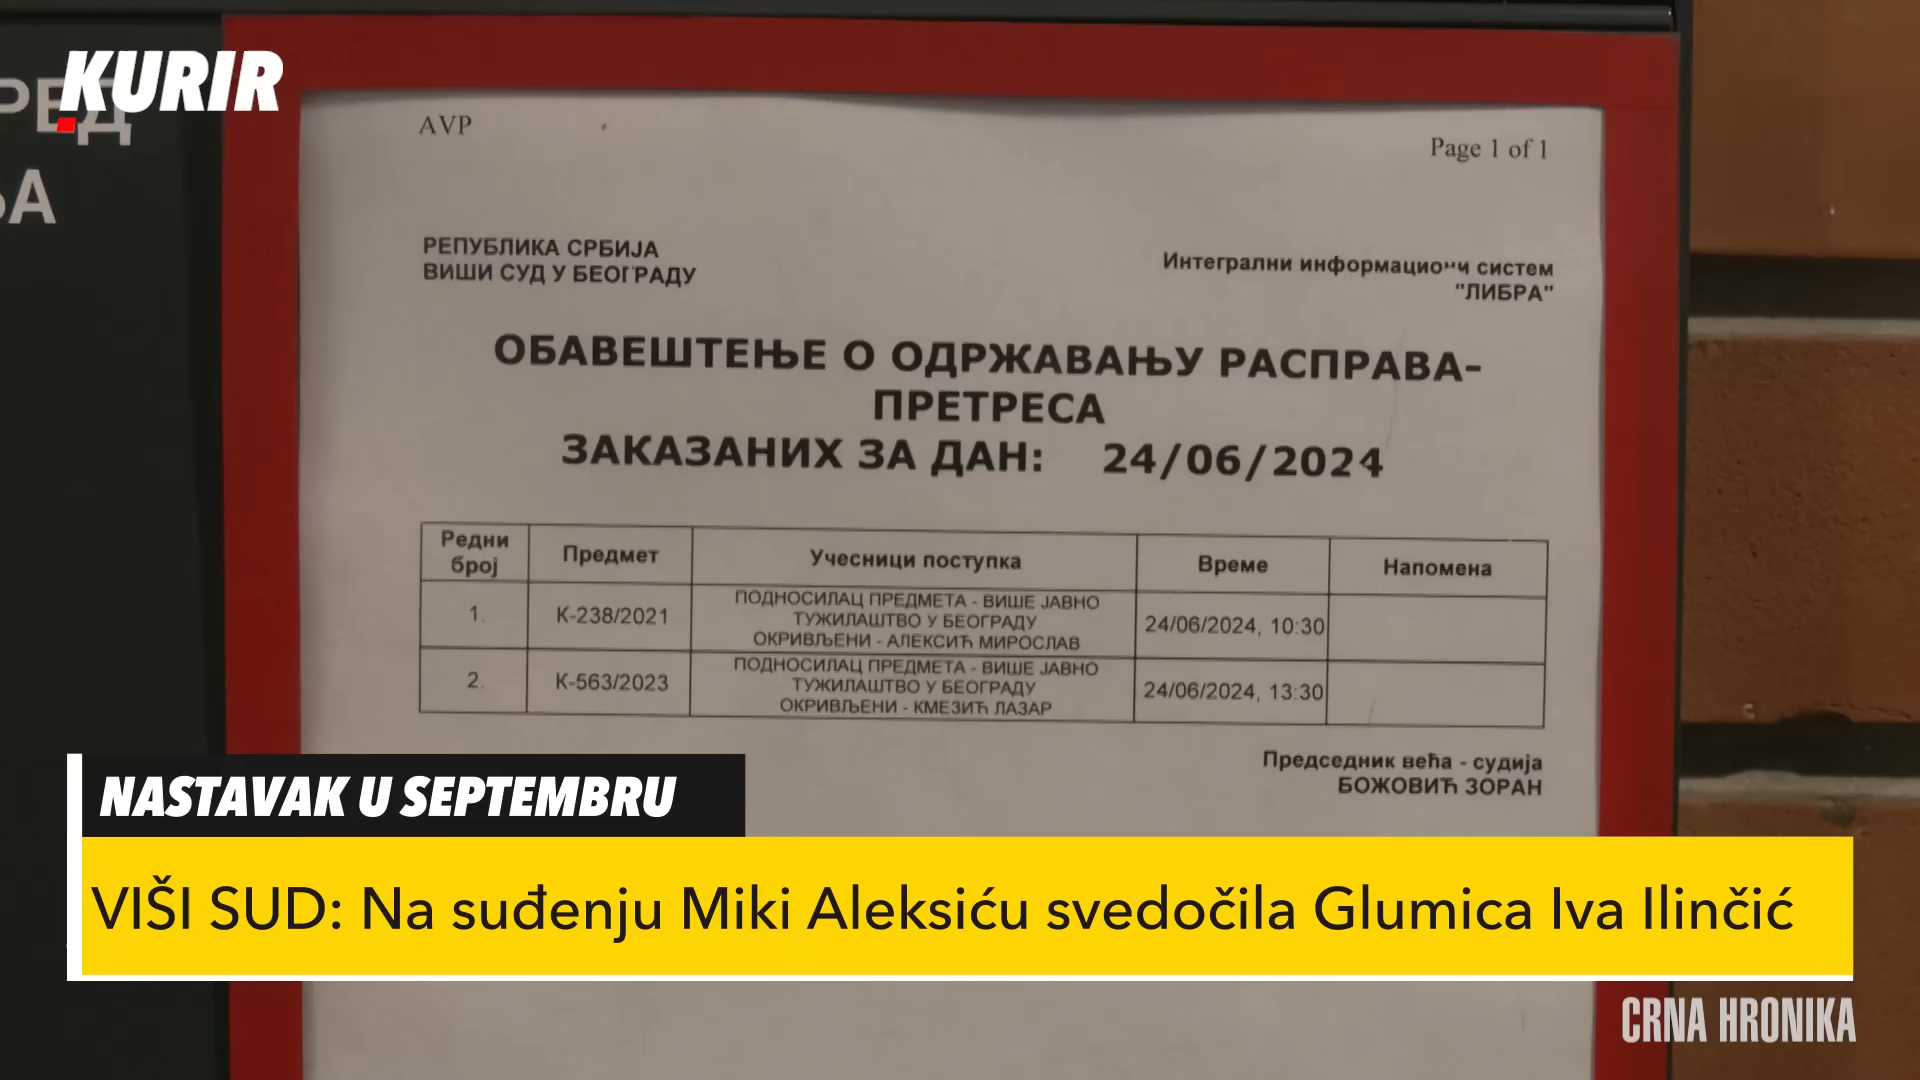 KURIR
РЕД
ЊА
AVP
Page 1 of 1
РЕПУБЛИКА СРБИЈА
ВИШИ СУД У БЕОГРАДУ
Интегрални информациони систем
"ЛИБРА"
ОБАВЕШТЕЊЕ О ОДРЖАВАЊУ РАСПРАВА-
ПРЕТРЕСА
ЗАКАЗАНИХ ЗА ДАН: 24/06/2024
Редни број Предмет Учесници поступка Време Напомена
1. К-238/2021 ПОДНОСИЛАЦ ПРЕДМЕТА - ВИШЕ ЈАВНО
ТУЖИЛАШТВО У БЕОГРАДУ
ОКРИВЉЕНИ - АЛЕКСИЋ МИРОСЛАВ 24/06/2024, 10:30
2. К-563/2023 ПОДНОСИЛАЦ ПРЕДМЕТА - ВИШЕ ЈАВНО
ТУЖИЛАШТВО У БЕОГРАДУ
ОКРИВЉЕНИ - КМЕЗИЋ ЛАЗАР 24/06/2024, 13:30
Председник већа - судија
БОЖОВИЋ ЗОРАН
NASTAVAK U SEPTEMBRU
VIŠI SUD: Na suđenju Miki Aleksiću svedočila Glumica Iva Ilinčić
CRNA HRONIKA